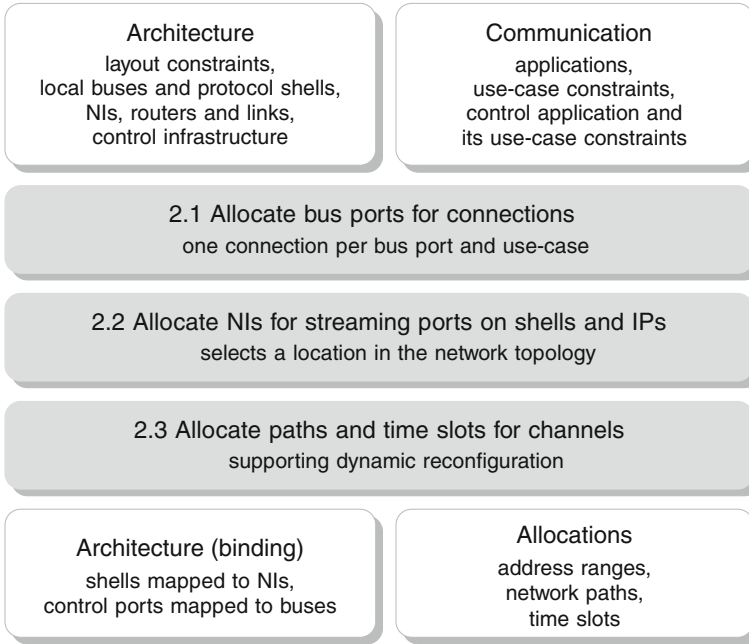 Architecture
layout constraints,
local buses and protocol shells,
NIs, routers and links,
control infrastructure
Communication
applications,
use-case constraints,
control application and
its use-case constraints
2.1 Allocate bus ports for connections
one connection per bus port and use-case
2.2 Allocate NIs for streaming ports on shells and IPs
selects a location in the network topology
2.3 Allocate paths and time slots for channels
supporting dynamic reconfiguration
Architecture (binding)
shells mapped to NIs,
control ports mapped to buses
Allocations
address ranges,
network paths,
time slots